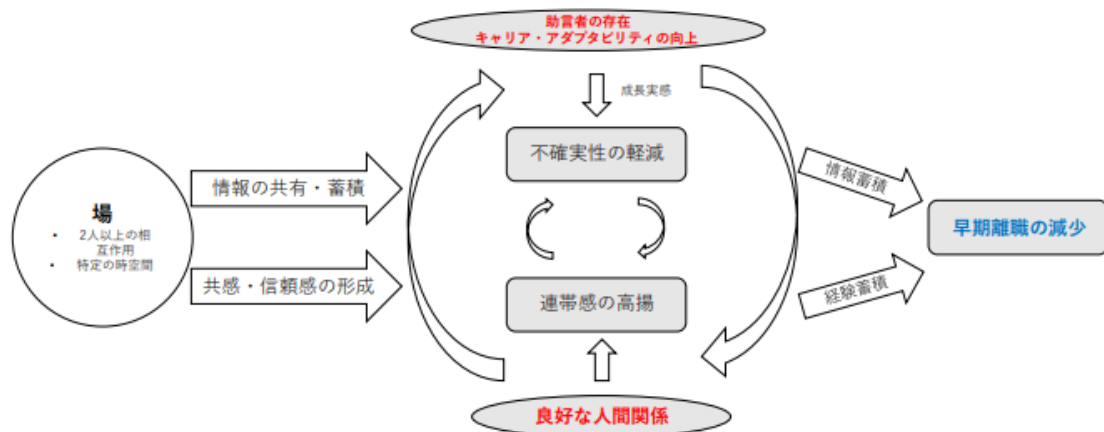 助言者の存在
キャリア・アダプタビリティの向上
成長実感
不確実性の軽減
場
• 2人以上の相
互作用
• 特定の時空間
情報の共有・蓄積
共感・信頼感の形成
連帯感の高揚
良好な人間関係
情報蓄積
経験蓄積
早期離職の減少